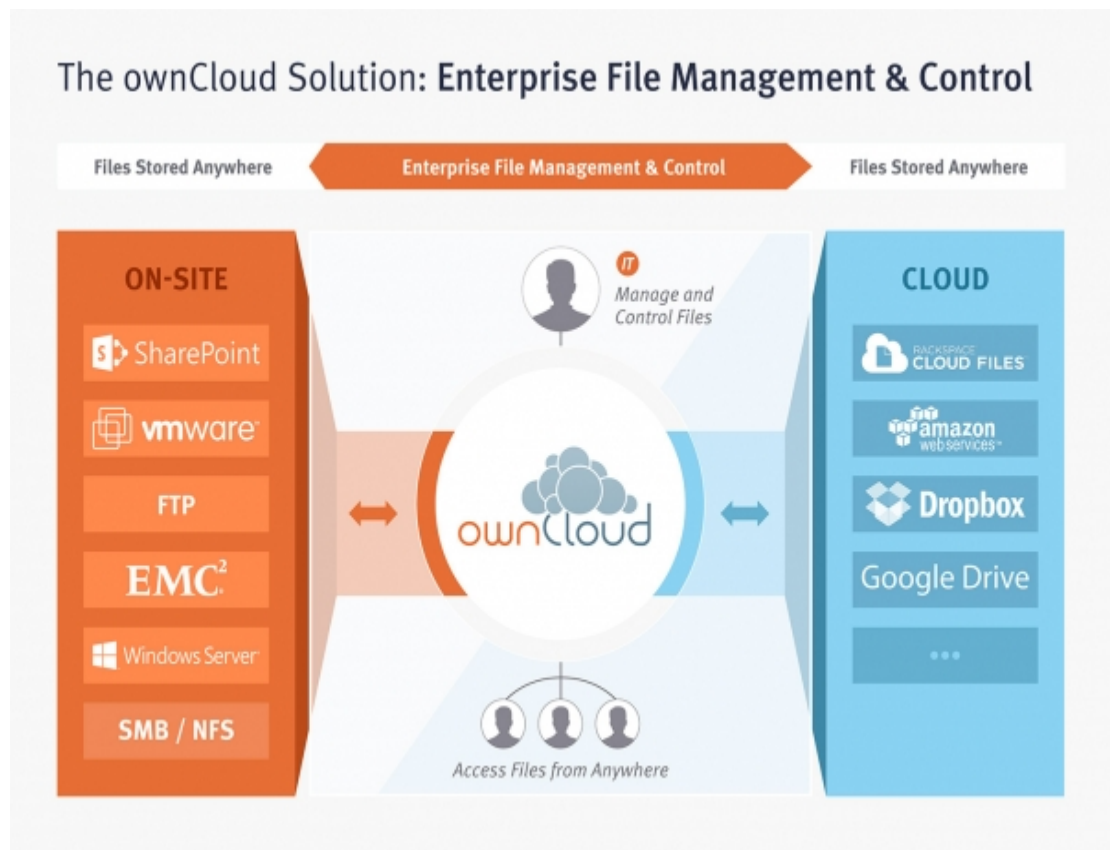 The ownCloud Solution: Enterprise File Management & Control
Files Stored Anywhere
Enterprise File Management & Control
Files Stored Anywhere
ON-SITE
S SharePoint
vmware
FTP
EMC²
Windows Server
SMB / NFS
IT
Manage and
Control Files
ownCloud
Access Files from Anywhere
CLOUD
RACKSPACE
CLOUD FILES
amazon
webservices™
Dropbox
Google Drive
...